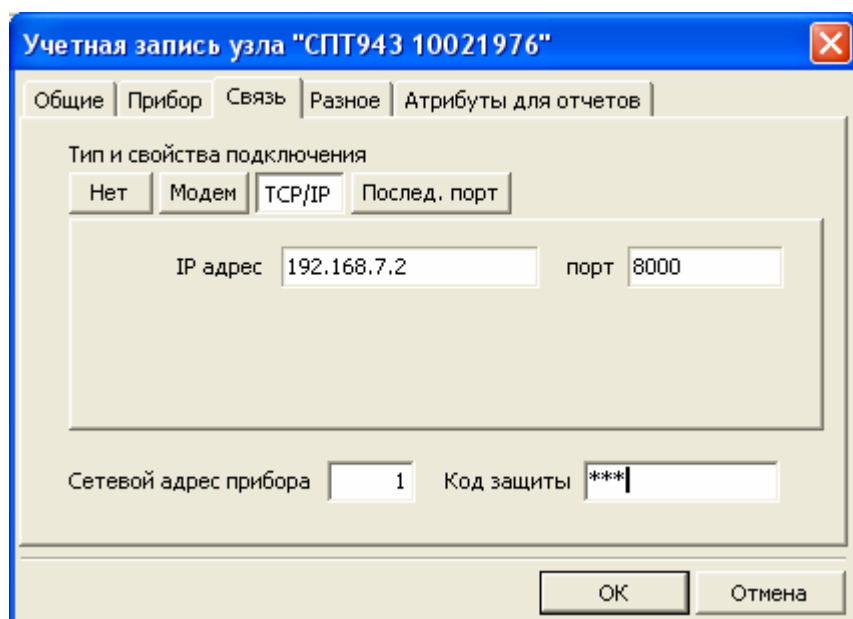 Учетная запись узла "СПТ943 10021976"
Общие Прибор Связь Разное Атрибуты для отчетов
Тип и свойства подключения
Нет Модем TCP/IP Послед. порт
IP адрес 192.168.7.2 порт 8000
Сетевой адрес прибора 1 Код защиты ***
ОК Отмена